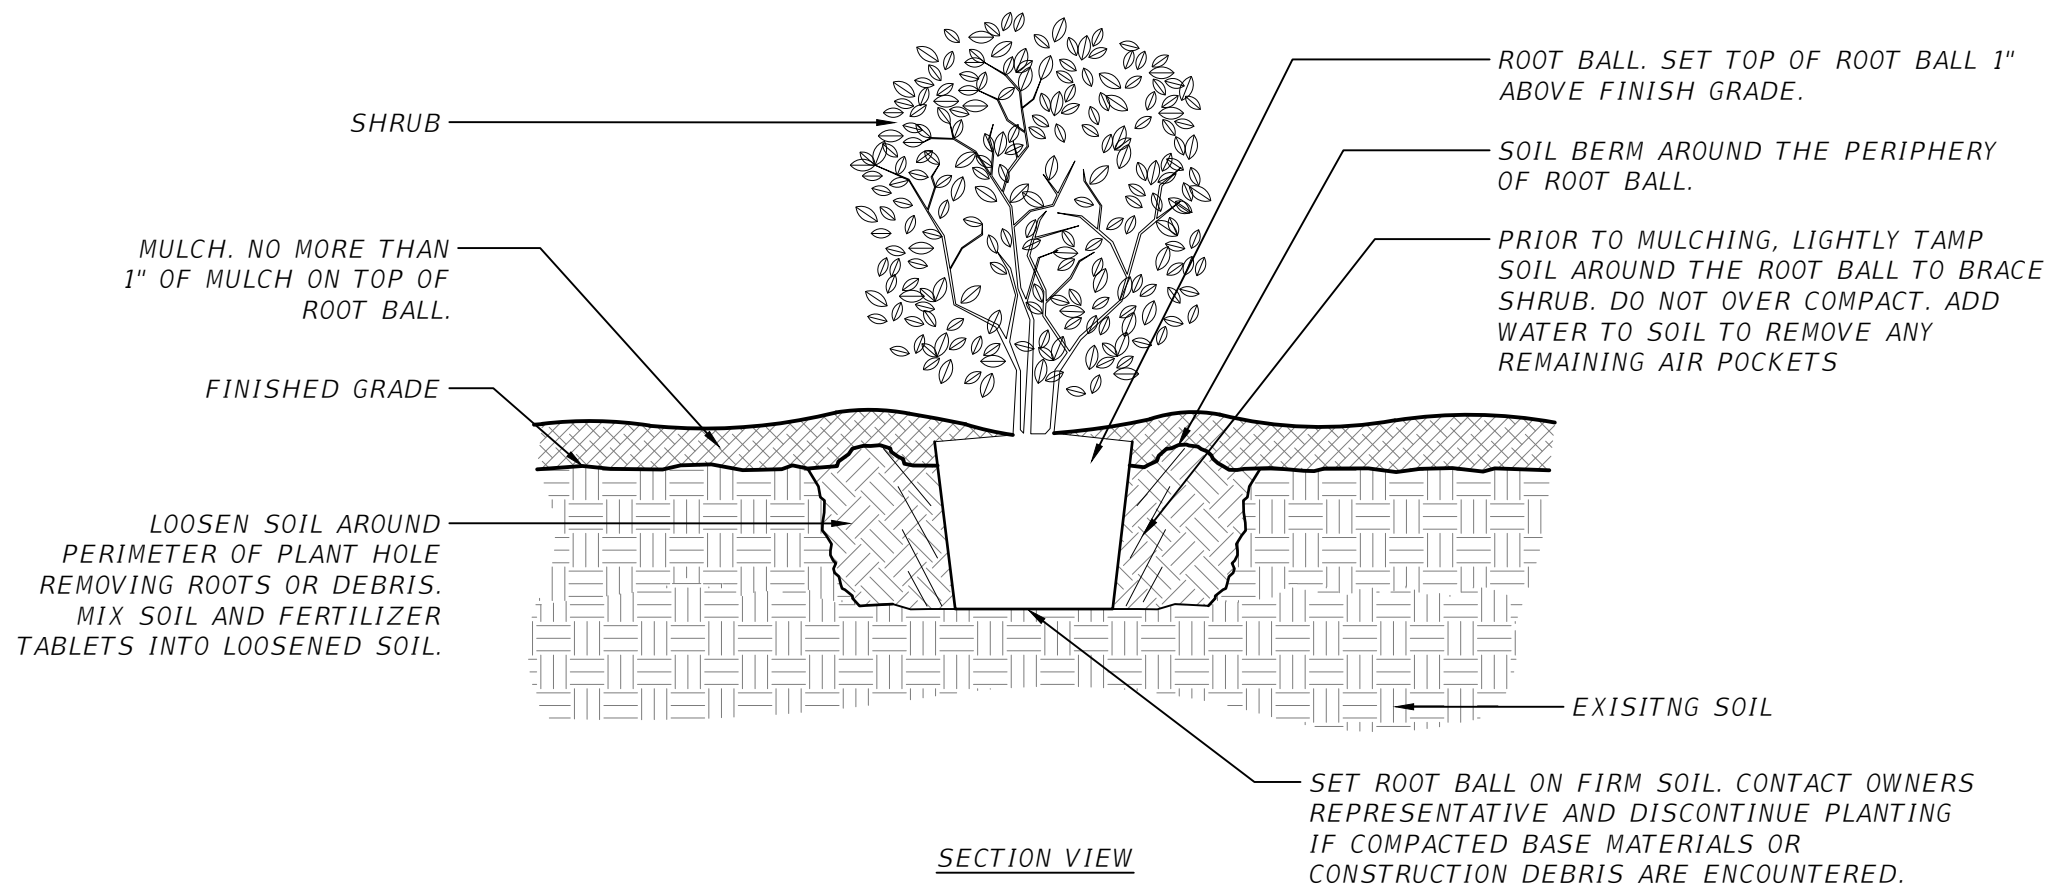 SHRUB
MULCH. NO MORE THAN
1" OF MULCH ON TOP OF
ROOT BALL.
FINISHED GRADE
LOOSEN SOIL AROUND
PERIMETER OF PLANT HOLE
REMOVING ROOTS OR DEBRIS.
MIX SOIL AND FERTILIZER
TABLETS INTO LOOSENED SOIL.
ROOT BALL. SET TOP OF ROOT BALL 1"
ABOVE FINISH GRADE.
SOIL BERM AROUND THE PERIPHERY
OF ROOT BALL.
PRIOR TO MULCHING, LIGHTLY TAMP
SOIL AROUND THE ROOT BALL TO BRACE
SHRUB. DO NOT OVER COMPACT. ADD
WATER TO SOIL TO REMOVE ANY
REMAINING AIR POCKETS
EXISITNG SOIL
SET ROOT BALL ON FIRM SOIL. CONTACT OWNERS
REPRESENTATIVE AND DISCONTINUE PLANTING
IF COMPACTED BASE MATERIALS OR
CONSTRUCTION DEBRIS ARE ENCOUNTERED.
SECTION VIEW